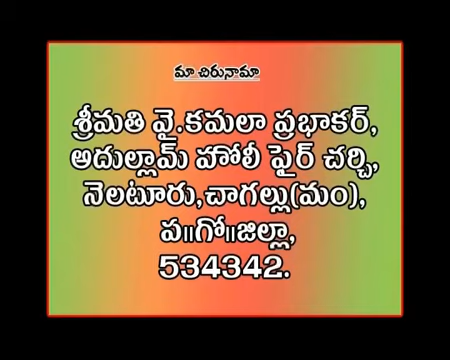 మా చిరునామా
శ్రీమతి వై.కమలా ప్రభాకర్,
అదుల్లామ్ హోలీ ఫైర్ చర్చి,
నెలటూరు,చాగల్లు(మం),
ప॥గో॥జిల్లా,
534342.